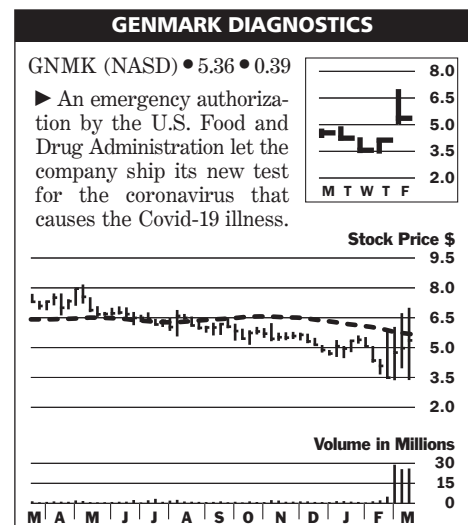 GENMARK DIAGNOSTICS
GNMK (NASD) ● 5.36 ● 0.39
► An emergency authoriza-
tion by the U.S. Food and
Drug Administration let the
company ship its new test
for the coronavirus that
causes the Covid-19 illness.
8.0
6.5
5.0
3.5
2.0
M T W T F
Stock Price $
9.5
8.0
6.5
5.0
3.5
2.0
Volume in Millions
30
15
0
M A M J J A S O N D J F M